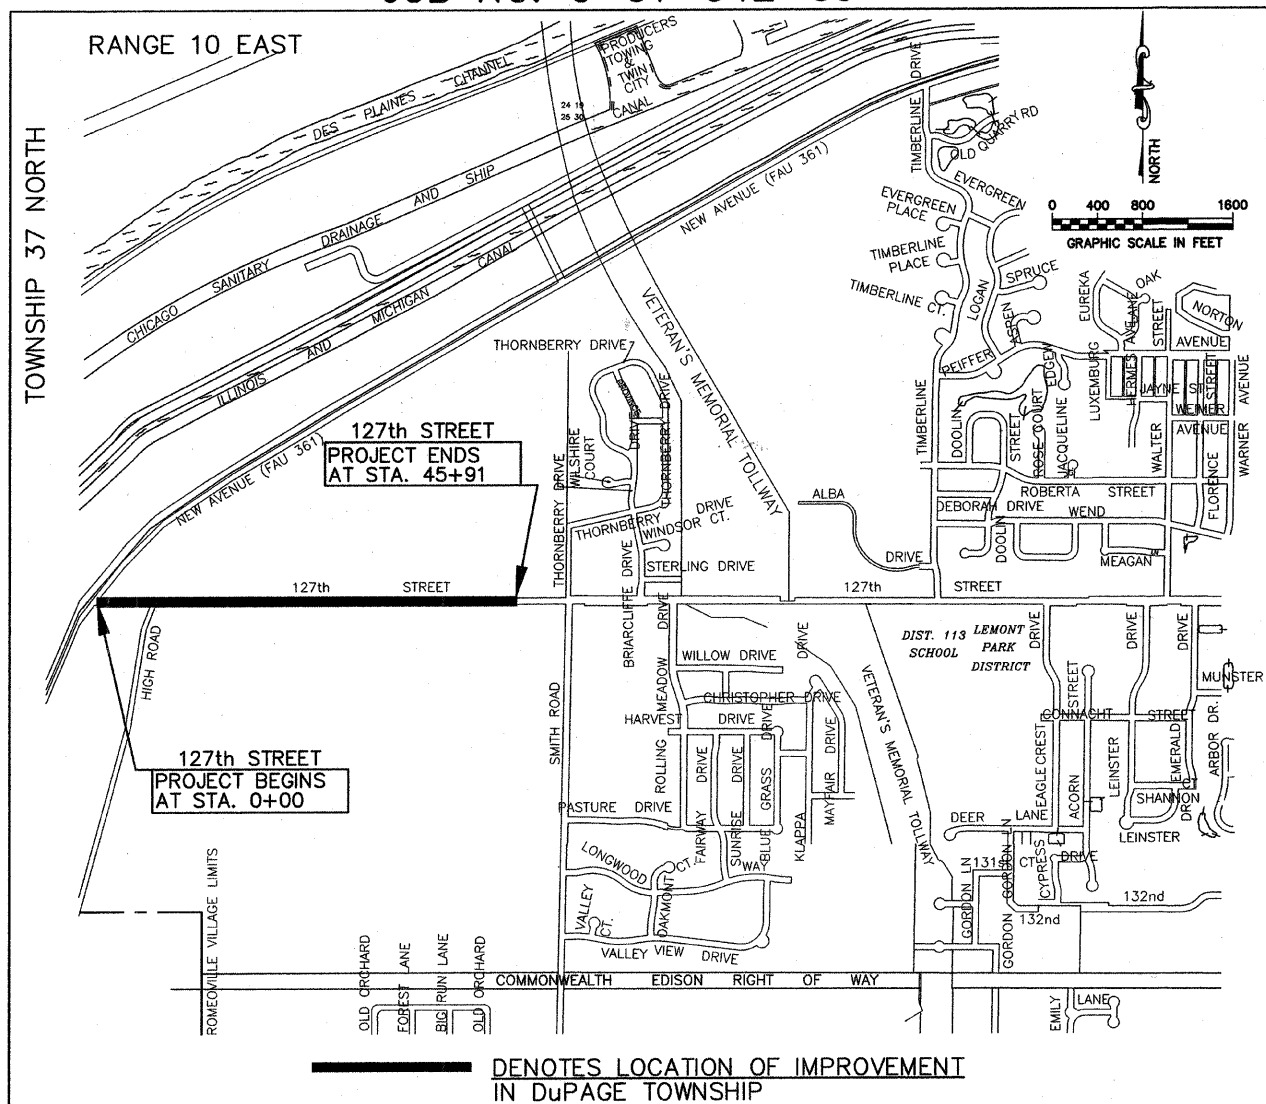 RANGE 10 EAST
TOWNSHIP 37 NORTH
DES PLAINES CHANNEL
PRODUCERS
TOWING
&
TWIN
CITY
24 19
25 30
CANAL
CHICAGO SANITARY DRAINAGE AND SHIP
ILLINOIS AND MICHIGAN CANAL
NEW AVENUE (FAU 361)
NEW AVENUE (FAU 361)
TIMBERLINE DRIVE
OLD QUARRY RD
NORTH
0 400 800 1600
GRAPHIC SCALE IN FEET
EVERGREEN
EVERGREEN
PLACE
TIMBERLINE
PLACE
TIMBERLINE CT.
LOGAN
SPRUCE
ASPEN
PEIFFER
EUREKA
OAK
LANE
HERMES AVE
STREET
NORTON
AVENUE
LUXEMBURG
JAYNE ST
STREET
WEIMER
AVENUE
WARNER AVENUE
WALTER
FLORENCE
EDGEW
TIMBERLINE DRIVE
DOOLIN
STREET
ROSE COURT
JACQUELINE
ROBERTA STREET
DEBORAH DRIVE
WEND
DOOLIN
MEAGAN
VETERAN'S MEMORIAL TOLLWAY
THORNBERRY DRIVE
THORNBERRY DRIVE
DRIVE
WILSHIRE
COURT
THORNBERRY DRIVE
THORNBERRY DRIVE
WINDSOR CT.
BRIARCLIFFE DRIVE
STERLING DRIVE
ALBA
DRIVE
127th STREET
PROJECT ENDS
AT STA. 45+91
127th STREET
127th STREET
HIGH ROAD
127th STREET
PROJECT BEGINS
AT STA. 0+00
SMITH ROAD
ROLLING MEADOW DRIVE
WILLOW DRIVE
CHRISTOPHER DRIVE
HARVEST DRIVE
DRIVE
FAIRWAY DRIVE
SUNRISE DRIVE
BLUE GRASS DRIVE
KLAPPA
MAYFAIR DRIVE
PASTURE DRIVE
LONGWOOD WAY
OAKMONT CT.
VALLEY CT.
VALLEY VIEW DRIVE
VETERAN'S MEMORIAL TOLLWAY
DIST. 113
SCHOOL
LEMONT
PARK
DISTRICT
EAGLECREST DRIVE
ACORN STREET
CONNACHT STREET
LEINSTER DRIVE
EMERALD DRIVE
MUNSTER
ARBOR DR.
SHANNON CT
DR.
LEINSTER
DEER LANE
131st CT
DRIVE
GORDON LN
GORDON LN
GORDON
CYPRESS
132nd
132nd
ROMEOVILLE VILLAGE LIMITS
OLD ORCHARD
FOREST LANE
BIG RUN LANE
OLD ORCHARD
COMMONWEALTH EDISON RIGHT OF WAY
EMILY LANE
DENOTES LOCATION OF IMPROVEMENT
IN DuPAGE TOWNSHIP